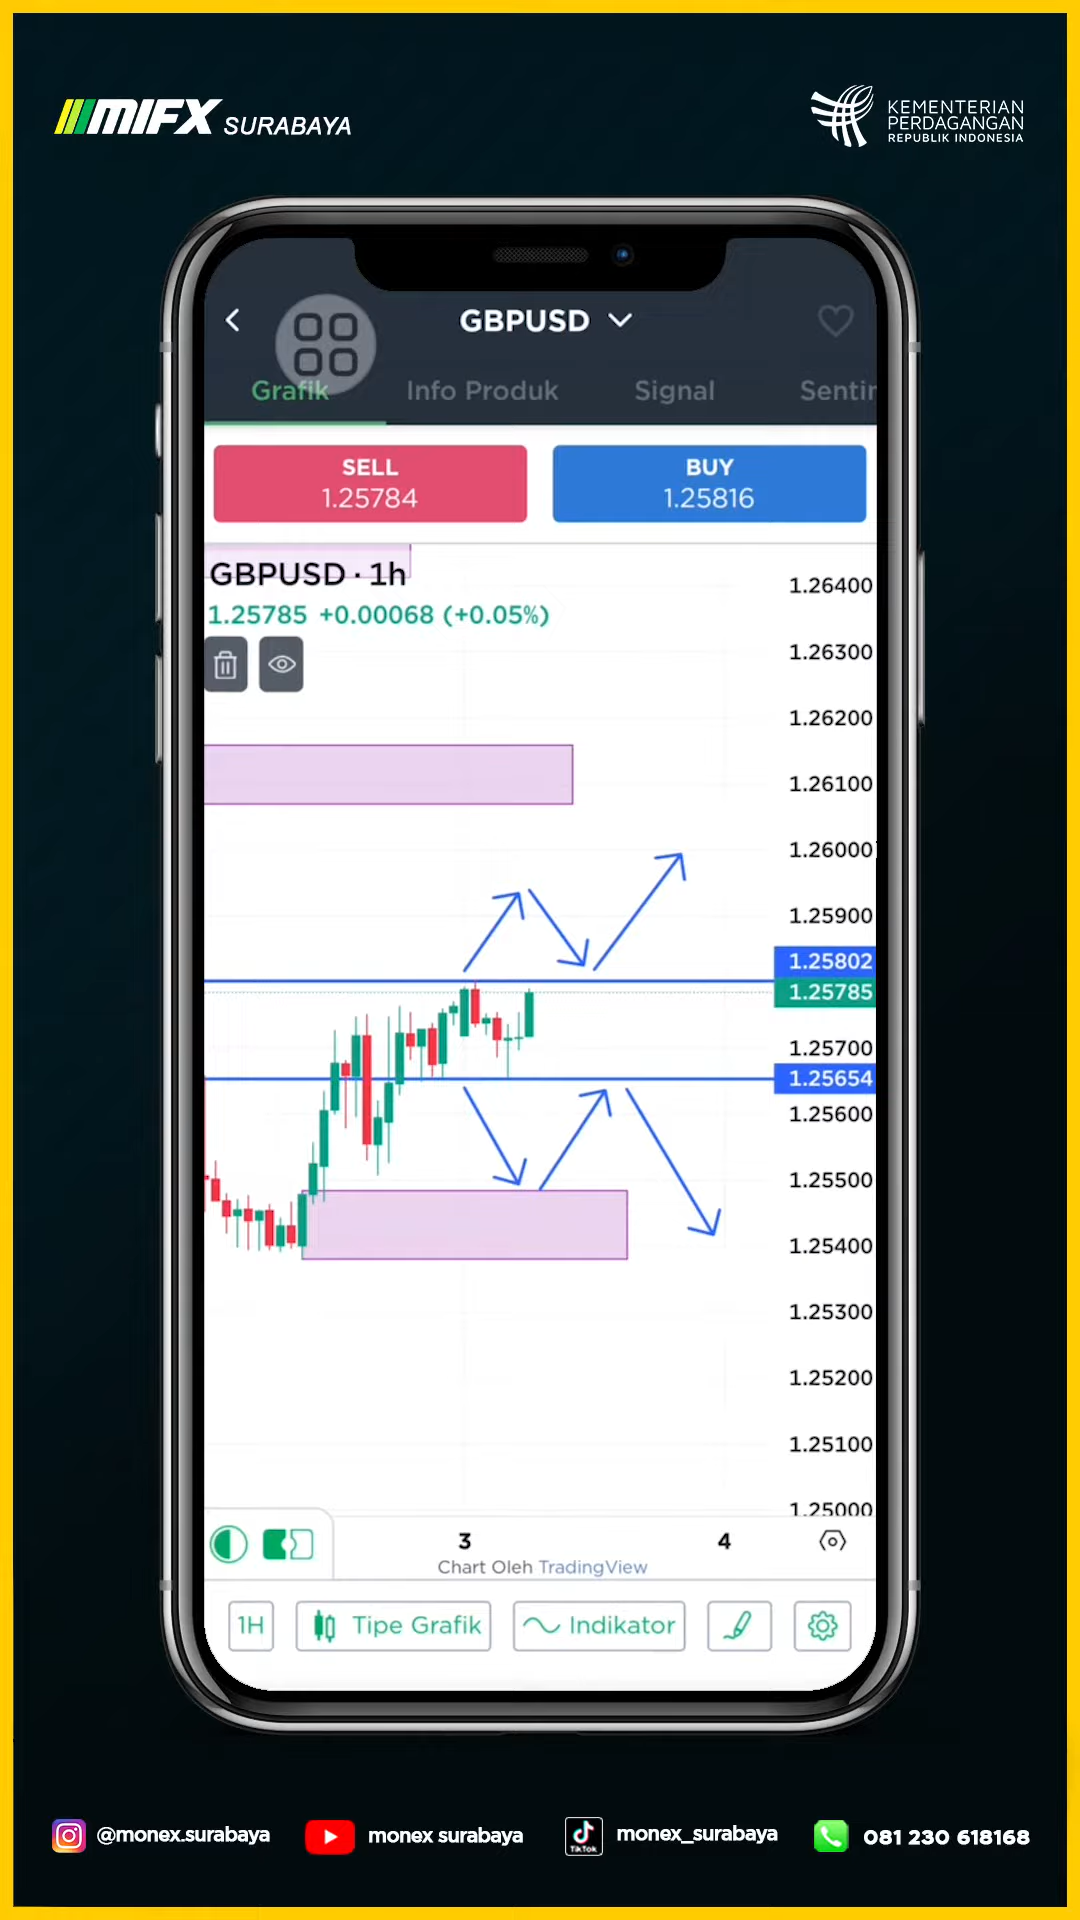 MIFX SURABAYA
KEMENTERIAN
PERDAGANGAN
REPUBLIK INDONESIA
GBPUSD
Grafik
Info Produk
Signal
Sentir
SELL
1.25784
BUY
1.25816
GBPUSD · 1h
1.25785 +0.00068 (+0.05%)
1.26400
1.26300
1.26200
1.26100
1.26000
1.25900
1.25802
1.25785
1.25700
1.25654
1.25600
1.25500
1.25400
1.25300
1.25200
1.25100
1.25000
3
4
Chart Oleh TradingView
1H
Tipe Grafik
Indikator
@monex.surabaya
monex surabaya
TikTok
monex_surabaya
081 230 618168